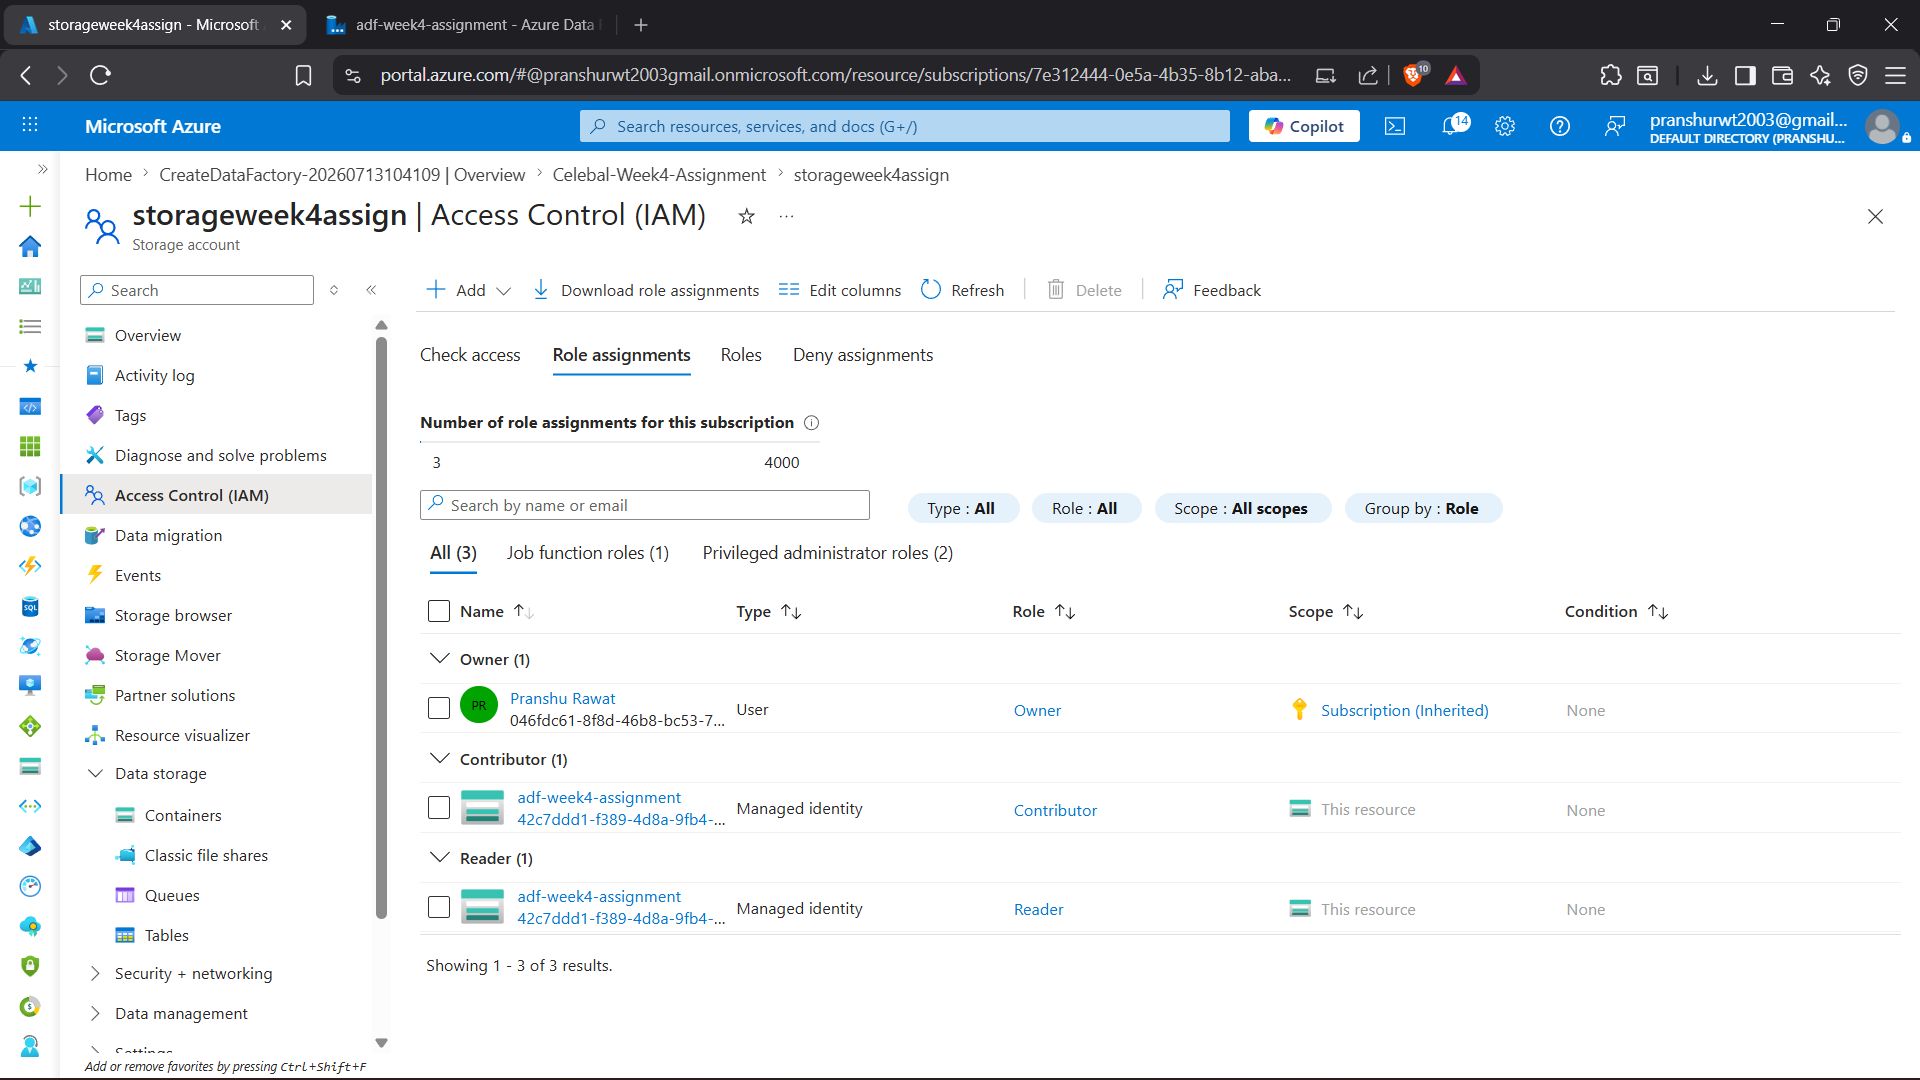 storageweek4assign - Microsoft
adf-week4-assignment - Azure Data
portal.azure.com/#@pranshurwt2003gmail.onmicrosoft.com/resource/subscriptions/7e312444-0e5a-4b35-8b12-aba...
10
Microsoft Azure
Search resources, services, and docs (G+/)
Copilot
14
pranshurwt2003@gmail...
DEFAULT DIRECTORY (PRANSHU...
Home > CreateDataFactory-20260713104109 | Overview > Celebal-Week4-Assignment > storageweek4assign
storageweek4assign | Access Control (IAM)
Storage account
Search
Add
Download role assignments
Edit columns
Refresh
Delete
Feedback
Overview
Activity log
Tags
Diagnose and solve problems
Access Control (IAM)
Data migration
Events
Storage browser
Storage Mover
Partner solutions
Resource visualizer
Data storage
Containers
Classic file shares
Queues
Tables
Security + networking
Data management
Settings
Add or remove favorites by pressing Ctrl+Shift+F
SQL
Check access
Role assignments
Roles
Deny assignments
Number of role assignments for this subscription
3
4000
Search by name or email
Type : All
Role : All
Scope : All scopes
Group by : Role
All (3)
Job function roles (1)
Privileged administrator roles (2)
Name
Type
Role
Scope
Condition
Owner (1)
PR
Pranshu Rawat
046fdc61-8f8d-46b8-bc53-7...
User
Owner
Subscription (Inherited)
None
Contributor (1)
adf-week4-assignment
42c7ddd1-f389-4d8a-9fb4-...
Managed identity
Contributor
This resource
None
Reader (1)
adf-week4-assignment
42c7ddd1-f389-4d8a-9fb4-...
Managed identity
Reader
This resource
None
Showing 1 - 3 of 3 results.